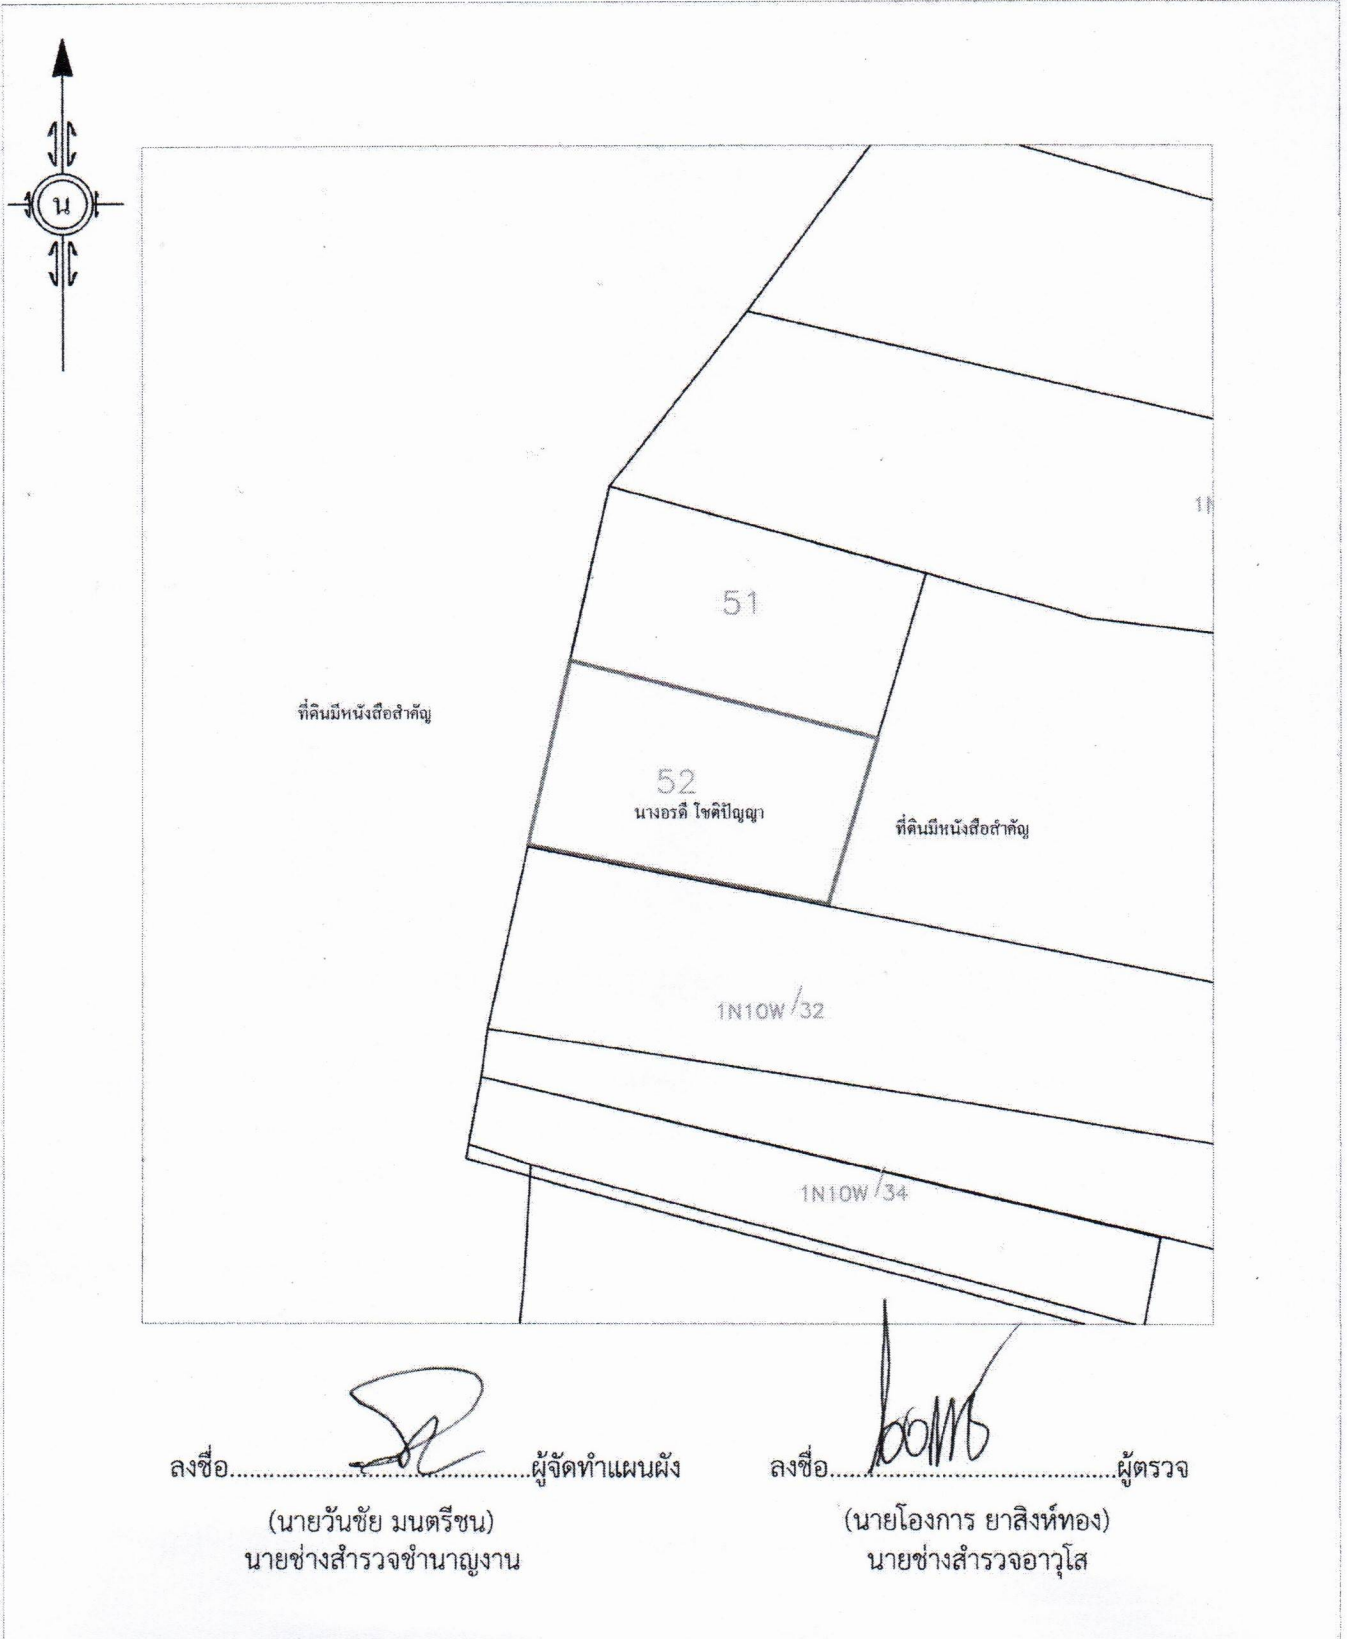 น
1N
51
ที่ดินมีหนังสือสำคัญ
52
นางอรดี โชติปัญญา
ที่ดินมีหนังสือสำคัญ
1N10W/32
1N10W/34
ลงชื่อ........................................ผู้จัดทำแผนผัง
(นายวันชัย มนตรีชน)
นายช่างสำรวจชำนาญงาน
ลงชื่อ........................................ผู้ตรวจ
(นายโองการ ยาสิงห์ทอง)
นายช่างสำรวจอาวุโส